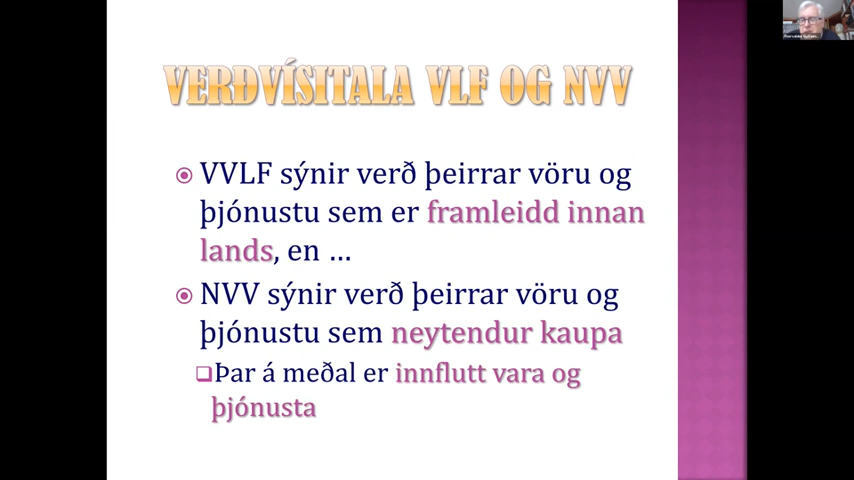 VERÐVÍSITALA VLF OG NVV
VVLF sýnir verð þeirrar vöru og
þjónustu sem er framleidd innan
lands, en …
NVV sýnir verð þeirrar vöru og
þjónustu sem neytendur kaupa
Þar á meðal er innflutt vara og
þjónusta